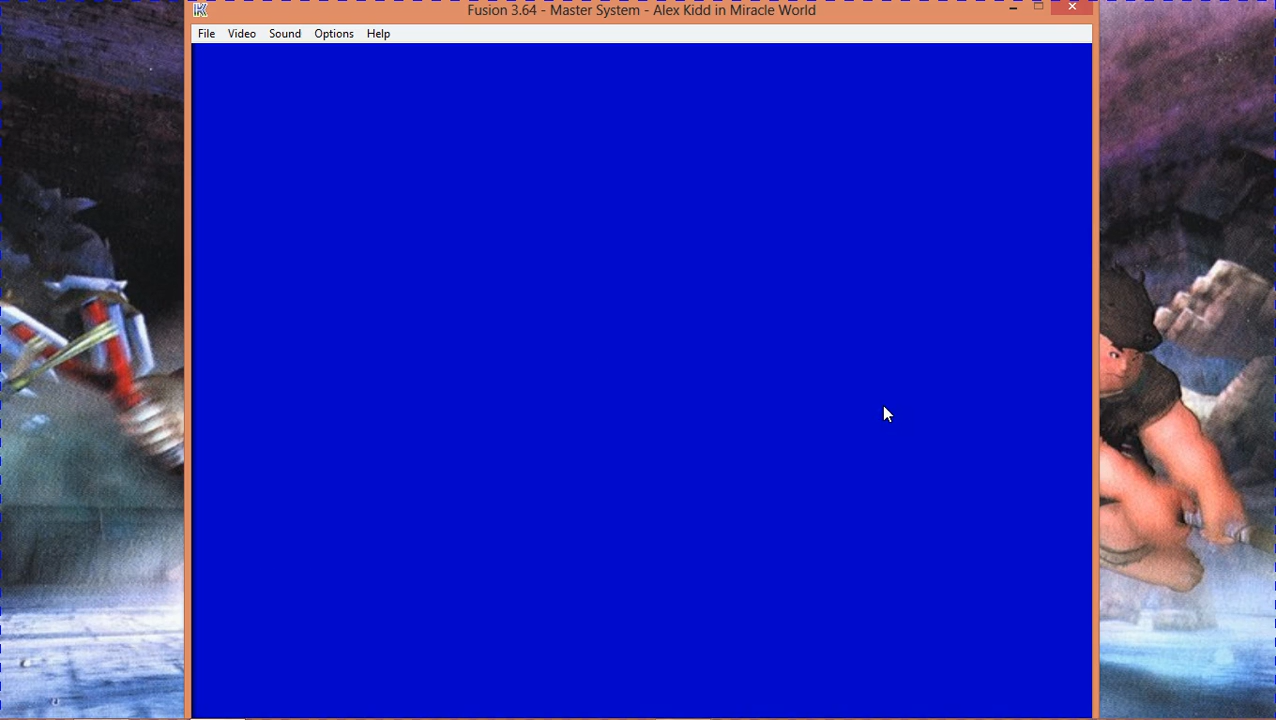 Fusion 3.64 - Master System - Alex Kidd in Miracle World
File Video Sound Options Help